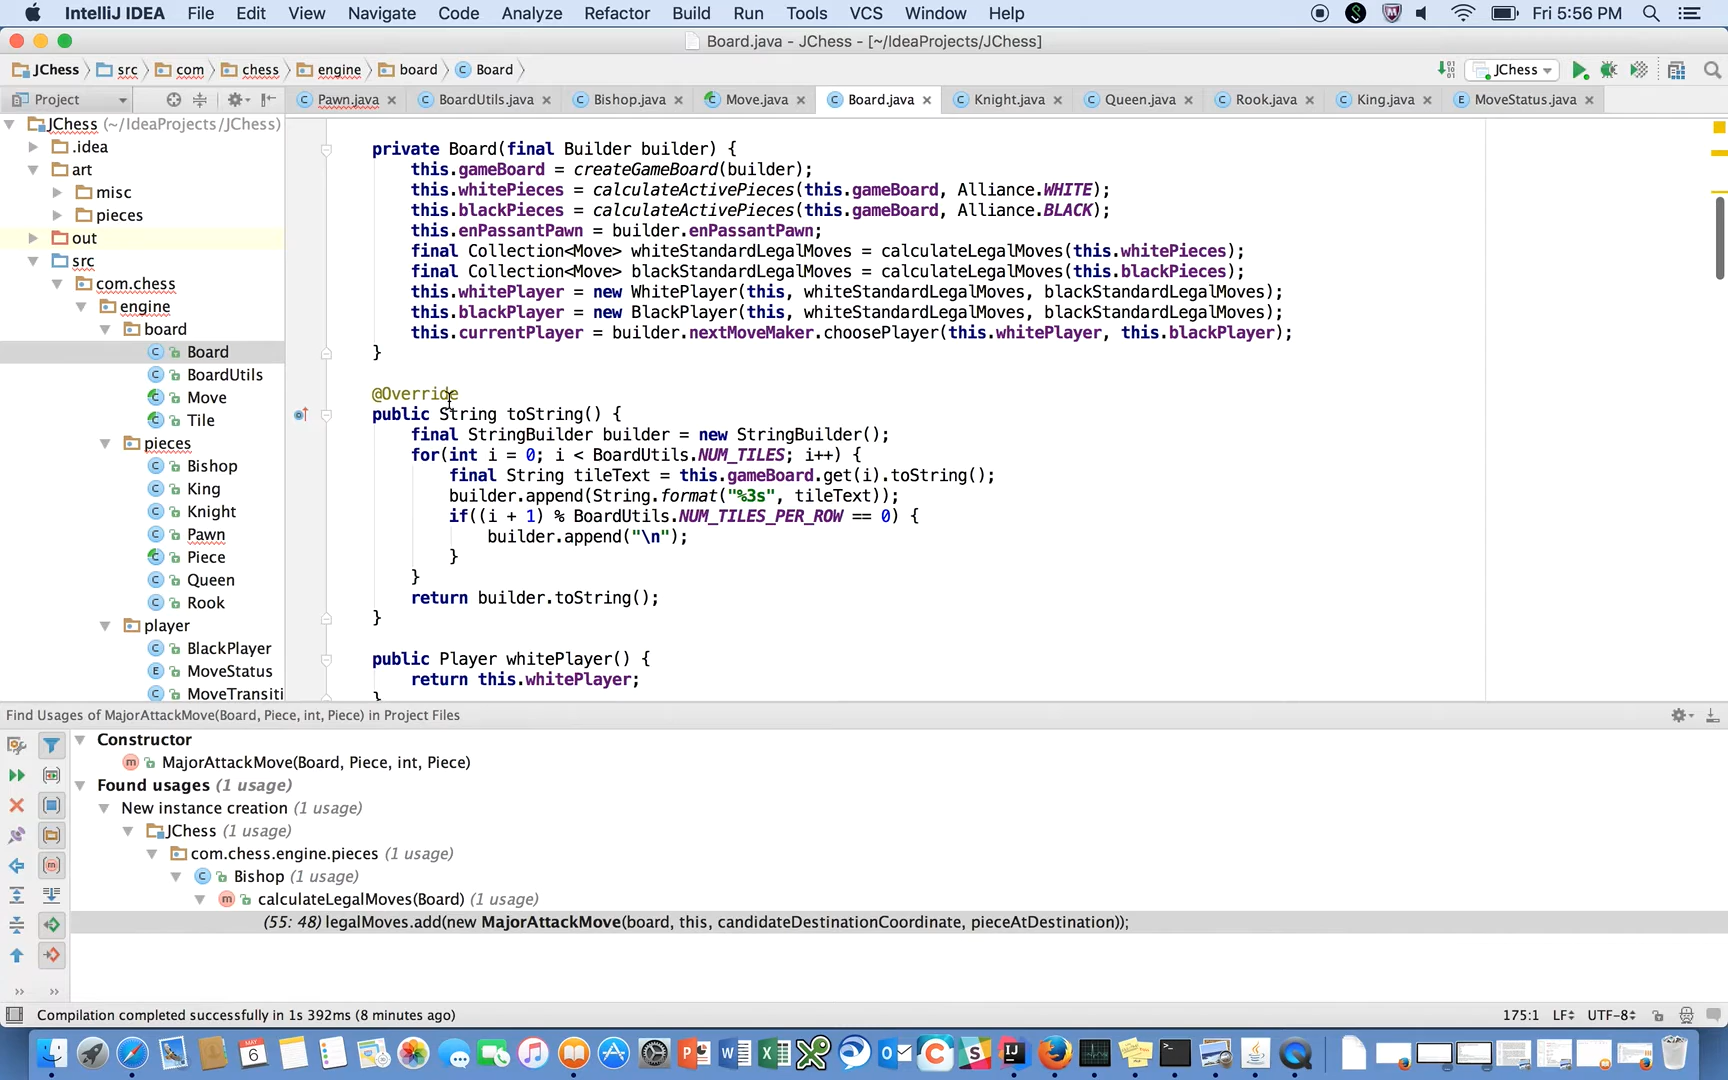 IntelliJ IDEA File Edit View Navigate Code Analyze Refactor Build Run Tools VCS Window Help Fri 5:56 PM
Board.java - JChess - [~/IdeaProjects/JChess]
JChess src com chess engine board Board JChess
Project Pawn.java BoardUtils.java Bishop.java Move.java Board.java Knight.java Queen.java Rook.java King.java MoveStatus.java
JChess (~/IdeaProjects/JChess)
.idea
art
misc
pieces
out
src
com.chess
engine
board
Board
BoardUtils
Move
Tile
pieces
Bishop
King
Knight
Pawn
Piece
Queen
Rook
player
BlackPlayer
MoveStatus
MoveTransiti
private Board(final Builder builder) {
this.gameBoard = createGameBoard(builder);
this.whitePieces = calculateActivePieces(this.gameBoard, Alliance.WHITE);
this.blackPieces = calculateActivePieces(this.gameBoard, Alliance.BLACK);
this.enPassantPawn = builder.enPassantPawn;
final Collection<Move> whiteStandardLegalMoves = calculateLegalMoves(this.whitePieces);
final Collection<Move> blackStandardLegalMoves = calculateLegalMoves(this.blackPieces);
this.whitePlayer = new WhitePlayer(this, whiteStandardLegalMoves, blackStandardLegalMoves);
this.blackPlayer = new BlackPlayer(this, whiteStandardLegalMoves, blackStandardLegalMoves);
this.currentPlayer = builder.nextMoveMaker.choosePlayer(this.whitePlayer, this.blackPlayer);
}
@Override
public String toString() {
final StringBuilder builder = new StringBuilder();
for(int i = 0; i < BoardUtils.NUM_TILES; i++) {
final String tileText = this.gameBoard.get(i).toString();
builder.append(String.format("%3s", tileText));
if((i + 1) % BoardUtils.NUM_TILES_PER_ROW == 0) {
builder.append("\n");
}
}
return builder.toString();
}
public Player whitePlayer() {
return this.whitePlayer;
}
Find Usages of MajorAttackMove(Board, Piece, int, Piece) in Project Files
Constructor
MajorAttackMove(Board, Piece, int, Piece)
Found usages (1 usage)
New instance creation (1 usage)
JChess (1 usage)
com.chess.engine.pieces (1 usage)
Bishop (1 usage)
calculateLegalMoves(Board) (1 usage)
(55: 48) legalMoves.add(new MajorAttackMove(board, this, candidateDestinationCoordinate, pieceAtDestination));
Compilation completed successfully in 1s 392ms (8 minutes ago) 175:1 LF UTF-8